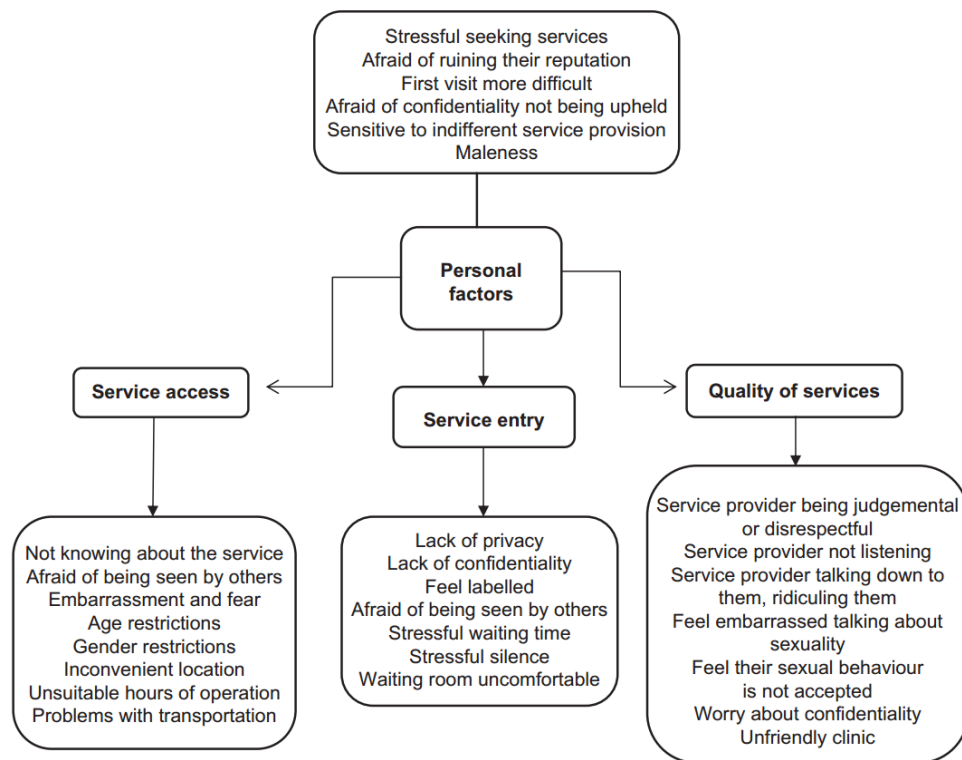 Stressful seeking services
Afraid of ruining their reputation
First visit more difficult
Afraid of confidentiality not being upheld
Sensitive to indifferent service provision
Maleness
Personal
factors
Service access
Service entry
Quality of services
Not knowing about the service
Afraid of being seen by others
Embarrassment and fear
Age restrictions
Gender restrictions
Inconvenient location
Unsuitable hours of operation
Problems with transportation
Lack of privacy
Lack of confidentiality
Feel labelled
Afraid of being seen by others
Stressful waiting time
Stressful silence
Waiting room uncomfortable
Service provider being judgemental
or disrespectful
Service provider not listening
Service provider talking down to
them, ridiculing them
Feel embarrassed talking about
sexuality
Feel their sexual behaviour
is not accepted
Worry about confidentiality
Unfriendly clinic